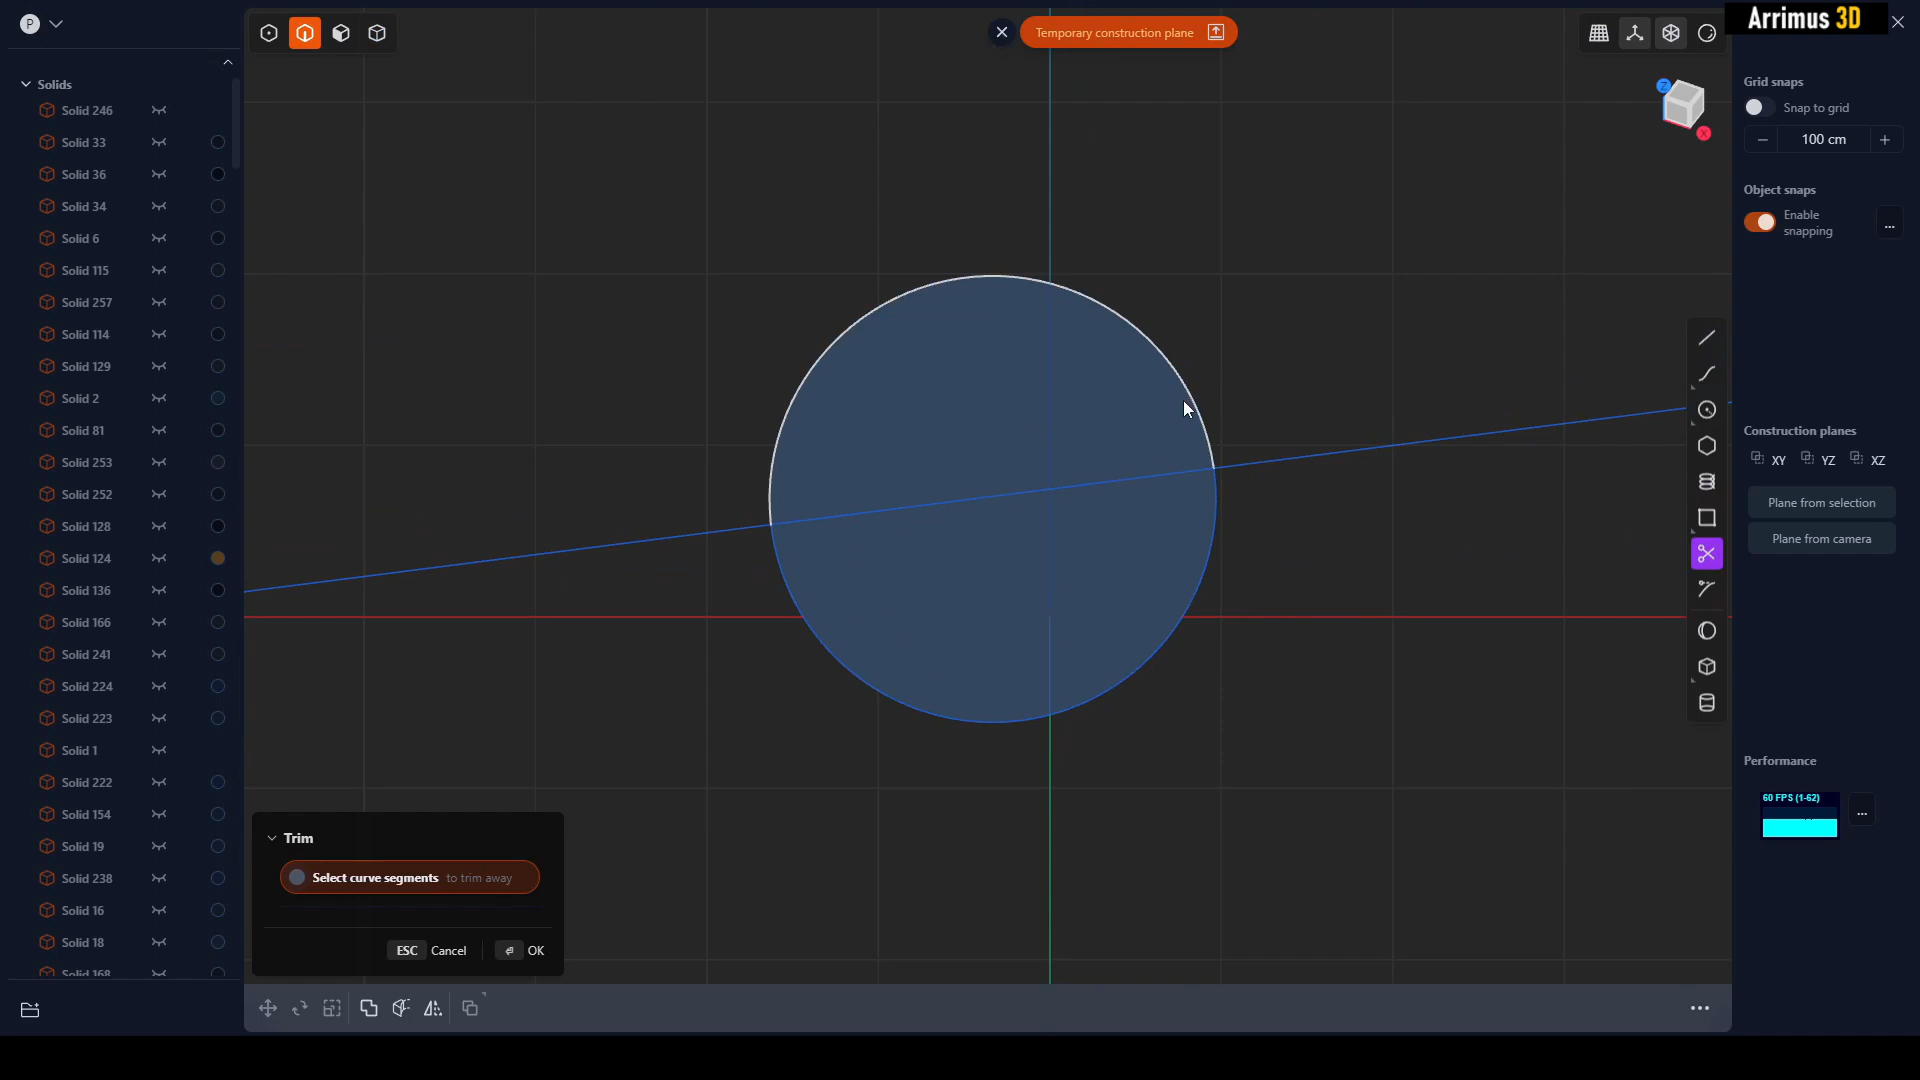 P
Temporary construction plane
Arrimus 3D
Solids
Solid 246
Solid 33
Solid 36
Solid 34
Solid 6
Solid 115
Solid 257
Solid 114
Solid 129
Solid 2
Solid 81
Solid 253
Solid 252
Solid 128
Solid 124
Solid 136
Solid 166
Solid 241
Solid 224
Solid 223
Solid 1
Solid 222
Solid 154
Solid 19
Solid 238
Solid 16
Solid 18
Solid 168
Z
X
Trim
Select curve segments to trim away
ESC Cancel
OK
Grid snaps
Snap to grid
100 cm
Object snaps
Enable
snapping
...
Construction planes
XY YZ XZ
Plane from selection
Plane from camera
Performance
60 FPS (1-62)
...